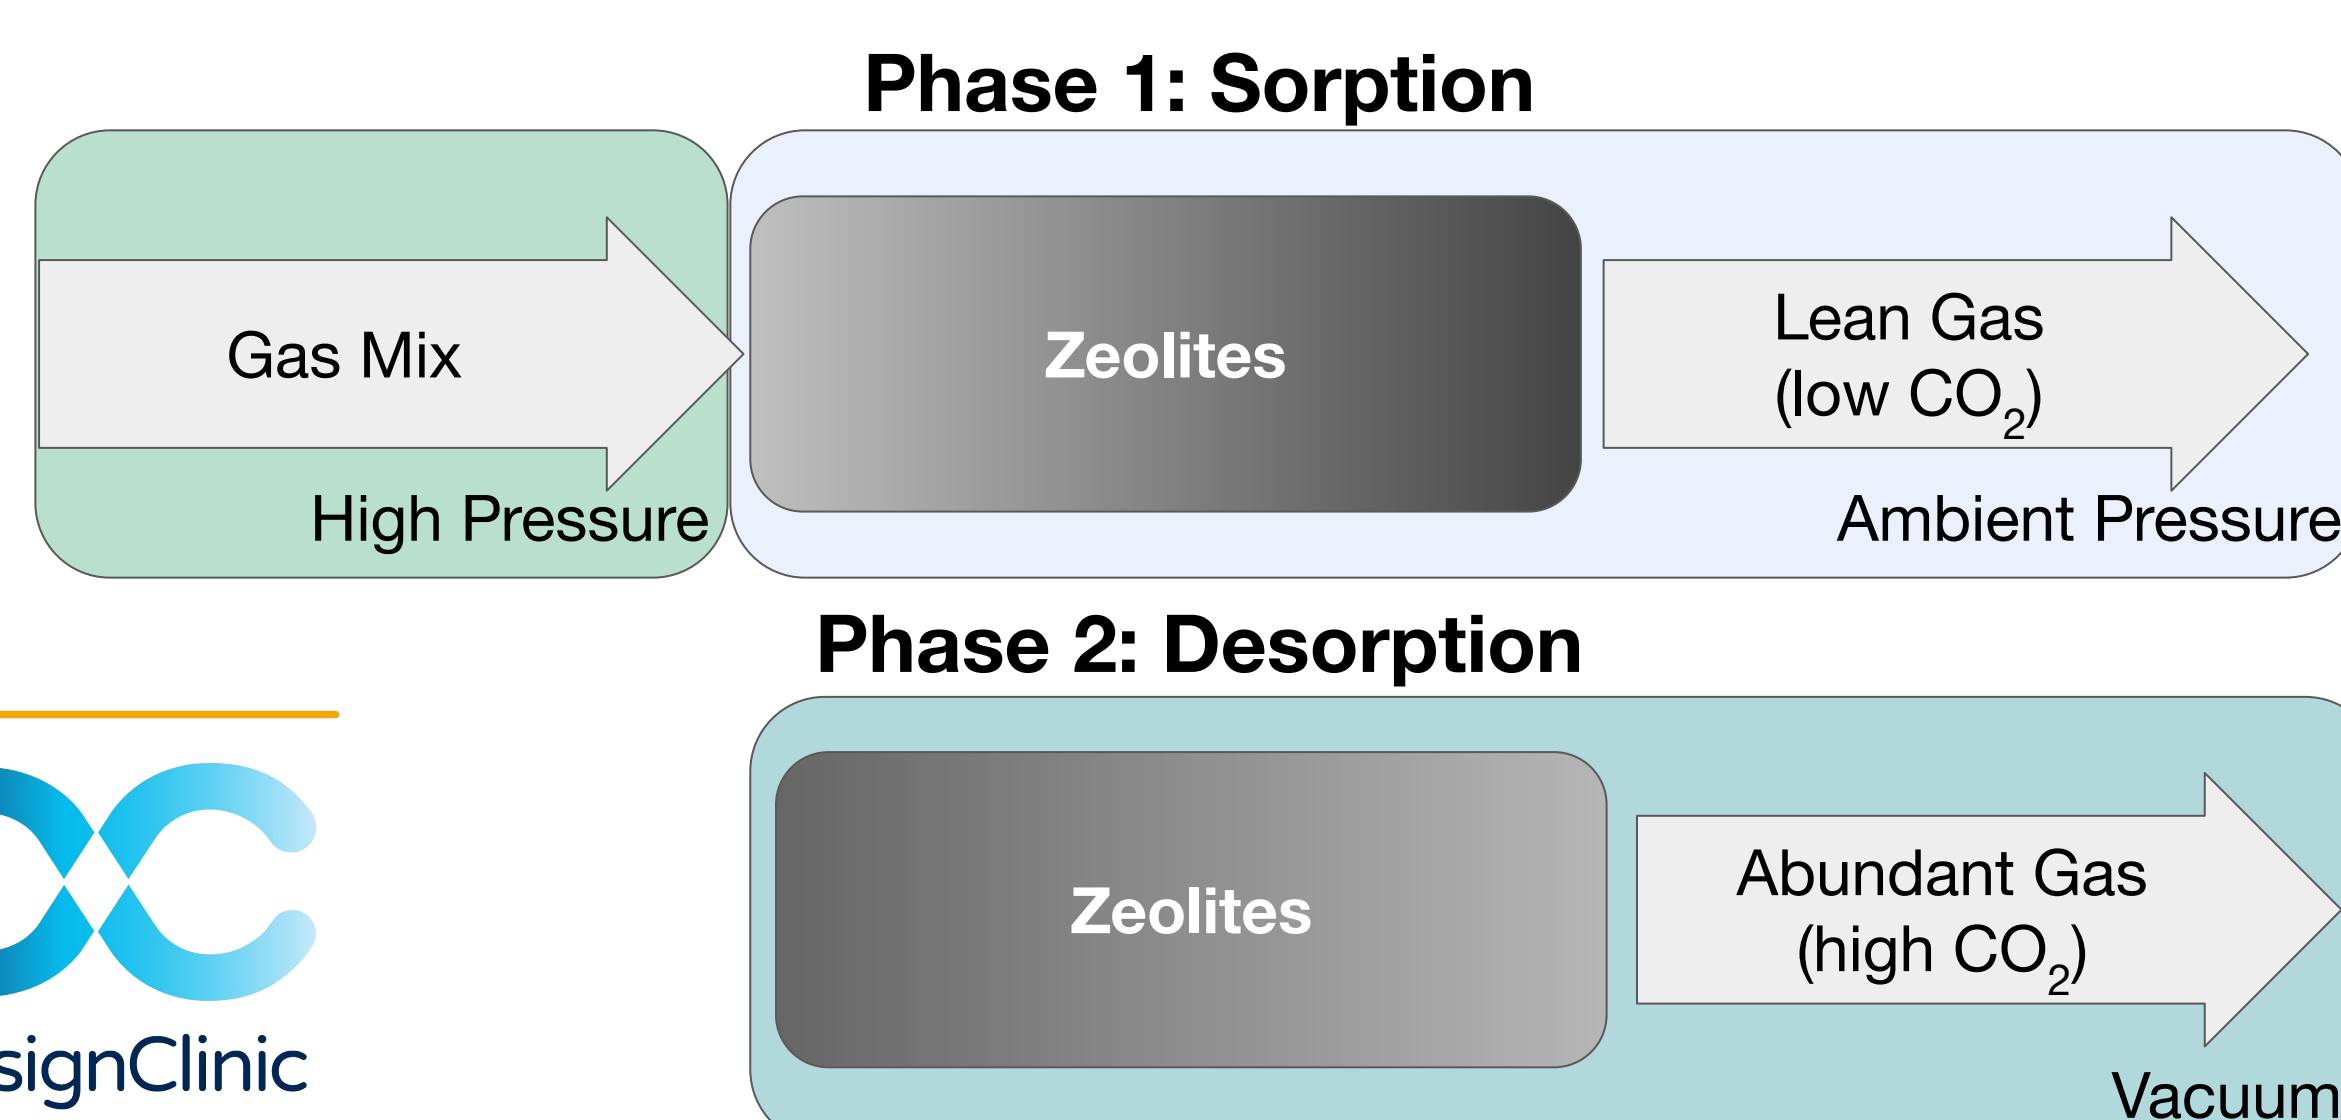 Phase 1: Sorption
Gas Mix
High Pressure
Zeolites
Lean Gas
(low CO₂)
Ambient Pressure
Phase 2: Desorption
Zeolites
Abundant Gas
(high CO₂)
Vacuum
signClinic